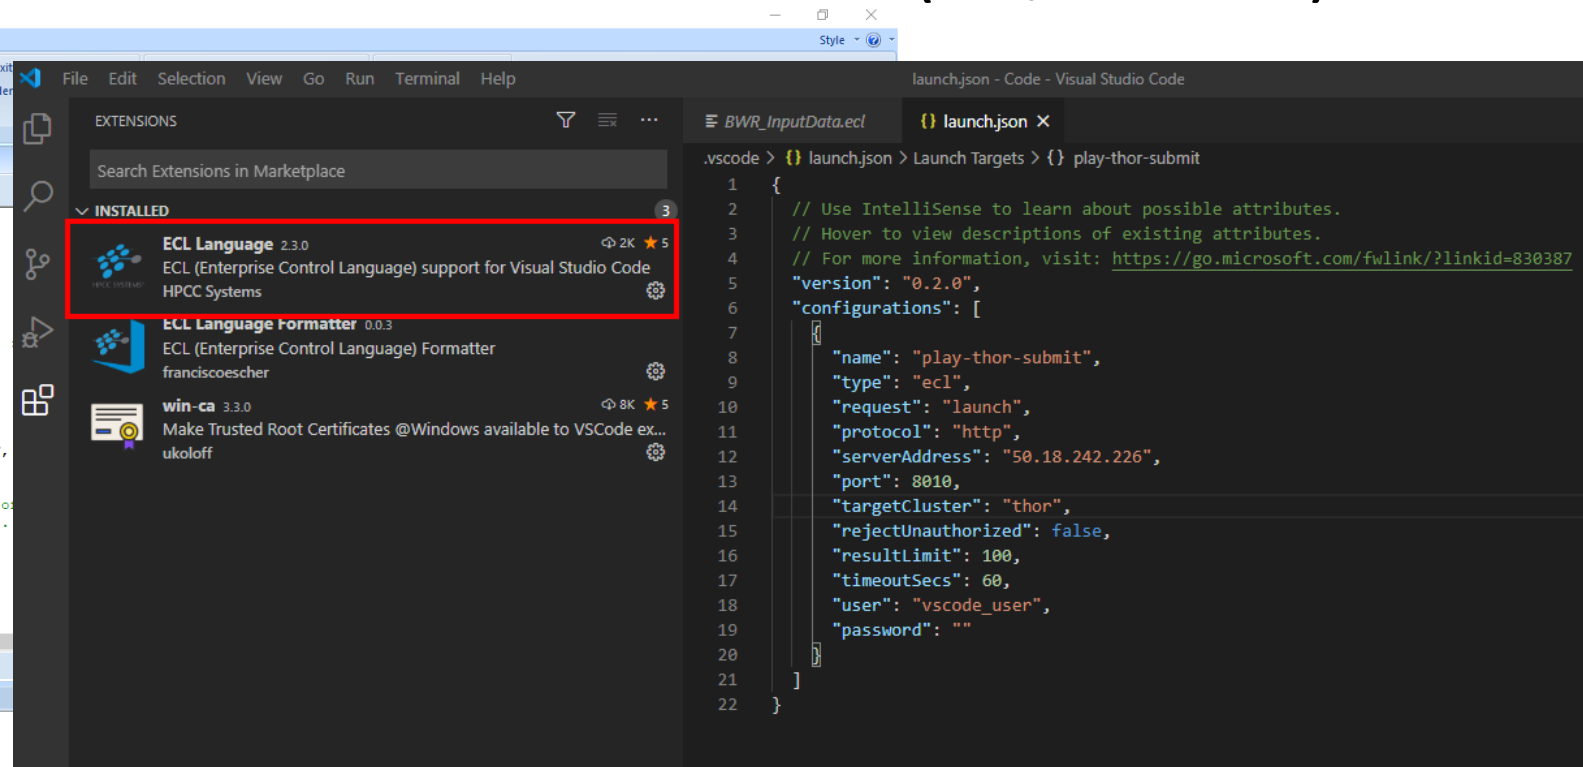 Style
xit
File Edit Selection View Go Run Terminal Help
launch.json - Code - Visual Studio Code
EXTENSIONS
Search Extensions in Marketplace
INSTALLED
3
ECL Language 2.3.0
2K ★ 5
ECL (Enterprise Control Language) support for Visual Studio Code
HPCC Systems
ECL Language Formatter 0.0.3
ECL (Enterprise Control Language) Formatter
franciscoescher
win-ca 3.3.0
8K ★ 5
Make Trusted Root Certificates @Windows available to VSCode ex...
ukoloff
BWR_InputData.ecl
{} launch.json ×
.vscode > {} launch.json > Launch Targets > {} play-thor-submit
1 {
2 // Use IntelliSense to learn about possible attributes.
3 // Hover to view descriptions of existing attributes.
4 // For more information, visit: https://go.microsoft.com/fwlink/?linkid=830387
5 "version": "0.2.0",
6 "configurations": [
7 {
8 "name": "play-thor-submit",
9 "type": "ecl",
10 "request": "launch",
11 "protocol": "http",
12 "serverAddress": "50.18.242.226",
13 "port": 8010,
14 "targetCluster": "thor",
15 "rejectUnauthorized": false,
16 "resultLimit": 100,
17 "timeoutSecs": 60,
18 "user": "vscode_user",
19 "password": ""
20 }
21 ]
22 }